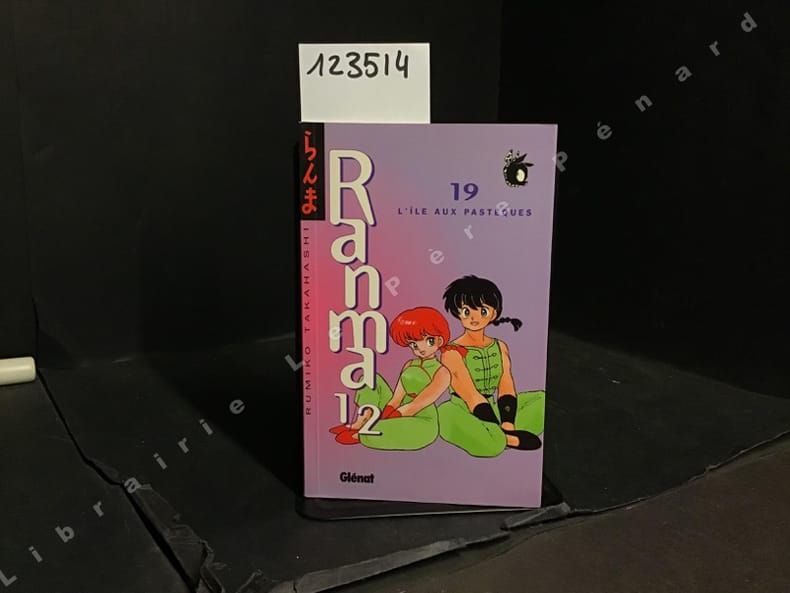 123514
らんま
RUMIKO TAKAHASHI
Ranma
1/2
19
L'ÎLE AUX PASTÈQUES
Glénat
Librairie Le Père Pénard